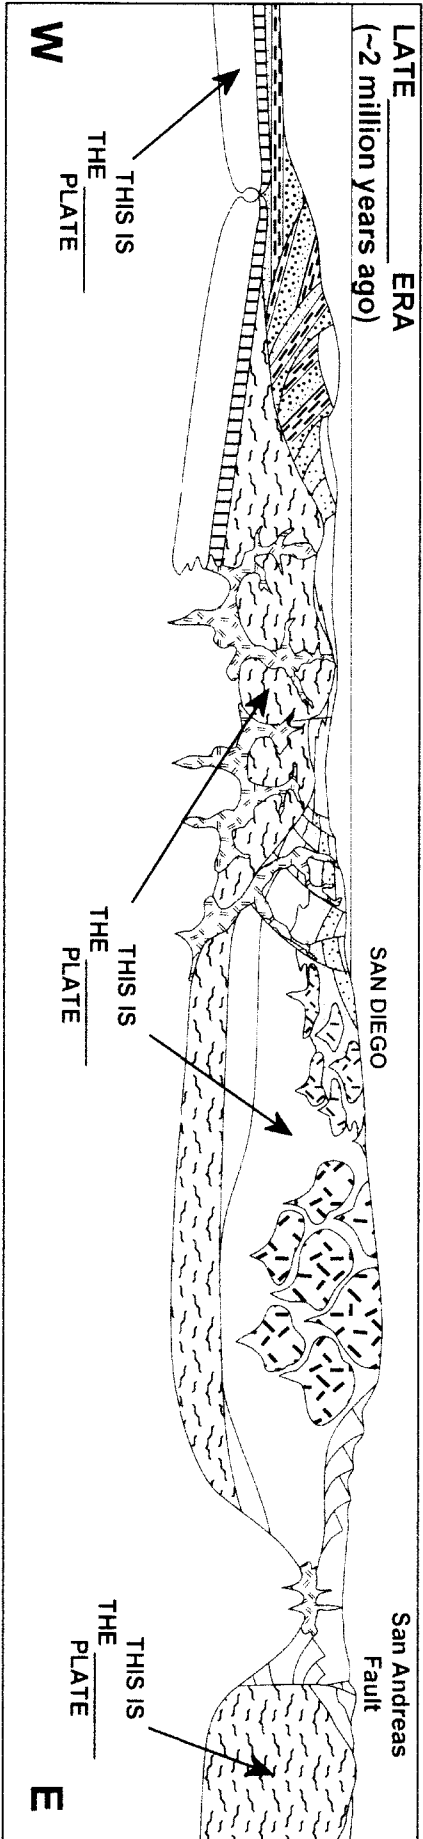 LATE ______ ERA
(~2 million years ago)
SAN DIEGO
San Andreas
Fault
THIS IS
THE ______
PLATE
THIS IS
THE ______
PLATE
THIS IS
THE ______
PLATE
W
E